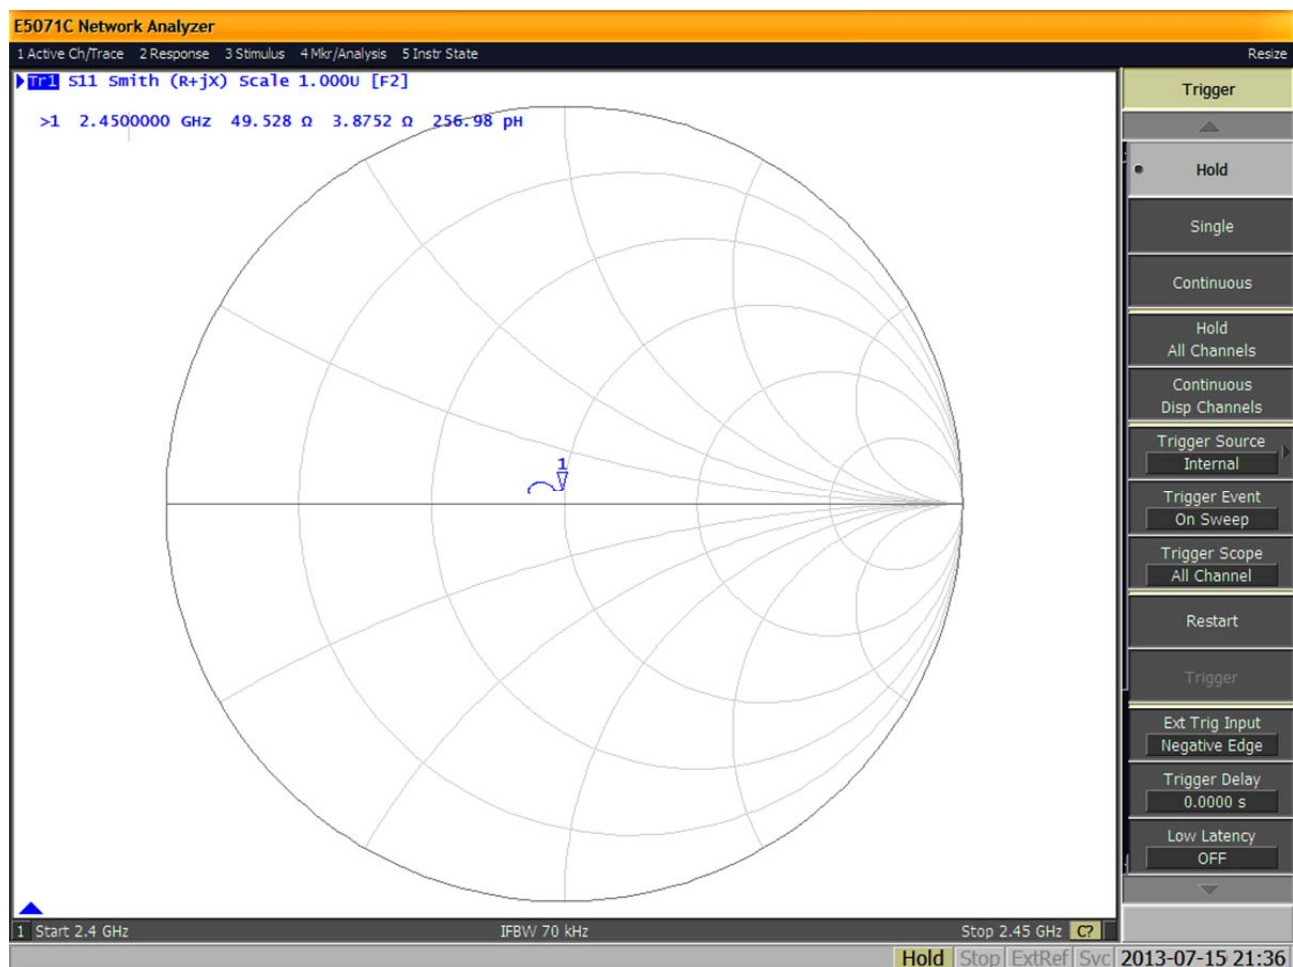 E5071C Network Analyzer
1 Active Ch/Trace 2 Response 3 Stimulus 4 Mkr/Analysis 5 Instr State Resize
Tr1 S11 Smith (R+jX) Scale 1.000U [F2]
>1 2.4500000 GHz 49.528 Ω 3.8752 Ω 256.98 pH
1
Trigger
Hold
Single
Continuous
Hold
All Channels
Continuous
Disp Channels
Trigger Source
Internal
Trigger Event
On Sweep
Trigger Scope
All Channel
Restart
Trigger
Ext Trig Input
Negative Edge
Trigger Delay
0.0000 s
Low Latency
OFF
1 Start 2.4 GHz IFBW 70 kHz Stop 2.45 GHz C?
Hold Stop ExtRef Svc 2013-07-15 21:36